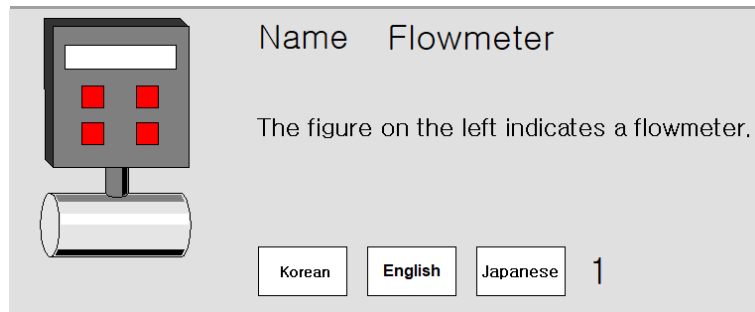 Name Flowmeter
The figure on the left indicates a flowmeter.
Korean English Japanese 1